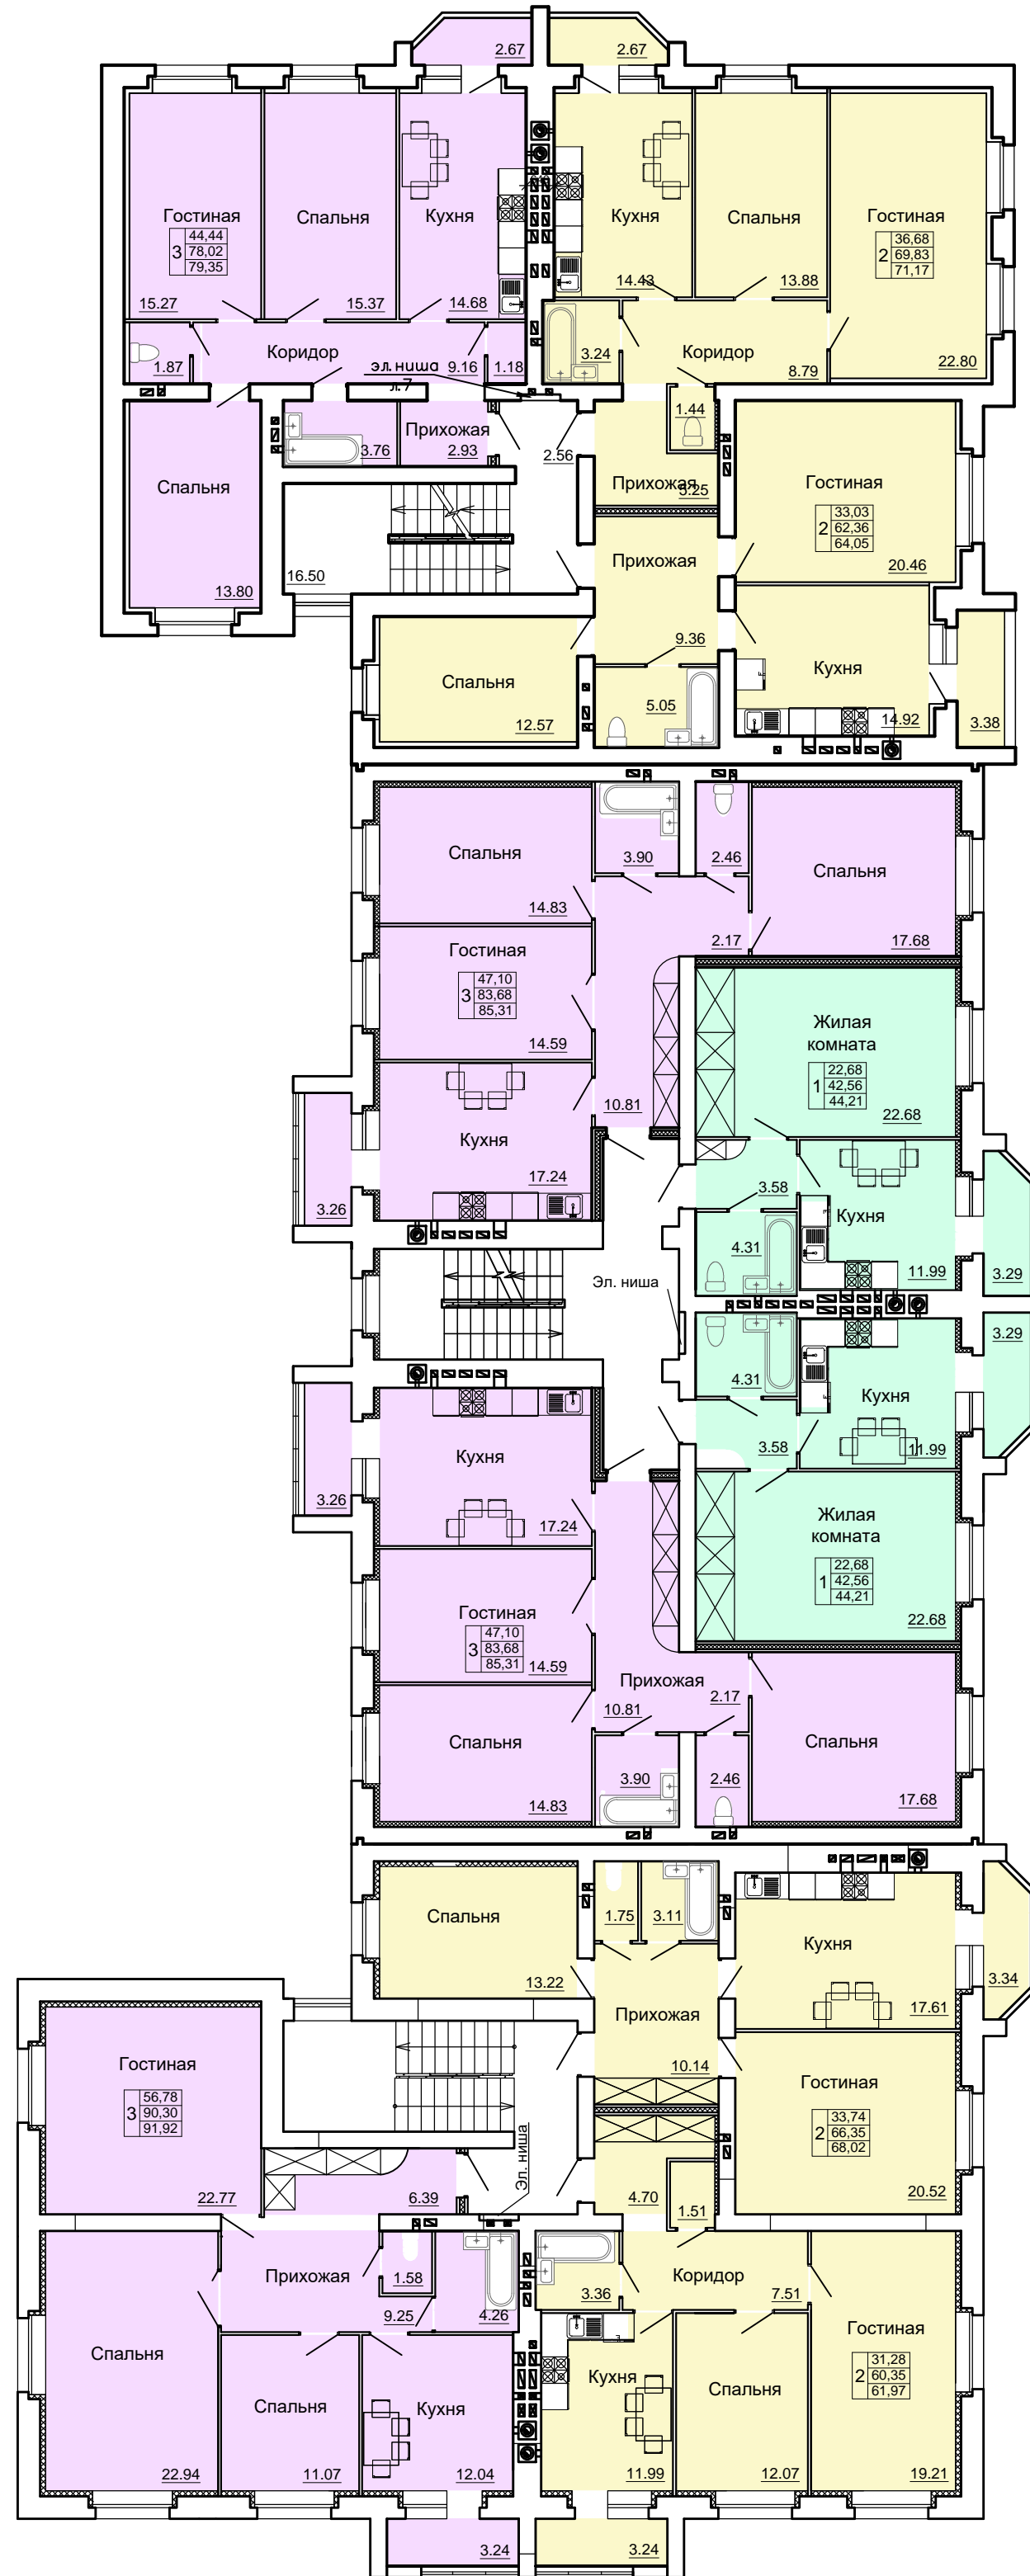 2.67
2.67
Гостиная
Спальня
Кухня
Кухня
Спальня
Гостиная
3
44,44
78,02
79,35
2
36,68
69,83
71,17
15.27
15.37
14.68
14.43
13.88
22.80
1.87
Коридор
9.16
1.18
3.24
Коридор
8.79
эл. ниша
л.7
3.76
Прихожая
2.93
2.56
1.44
Прихожая
5.25
Спальня
13.80
16.50
Гостиная
2
33,03
62,36
64,05
20.46
Прихожая
9.36
Спальня
12.57
5.05
Кухня
14.92
3.38
Спальня
14.83
3.90
2.46
Спальня
17.68
2.17
Гостиная
3
47,10
83,68
85,31
14.59
Жилая
комната
1
22,68
42,56
44,21
22.68
10.81
Кухня
17.24
3.26
3.58
Кухня
4.31
11.99
3.29
Эл. ниша
3.29
4.31
Кухня
3.58
11.99
Кухня
17.24
3.26
Жилая
комната
1
22,68
42,56
44,21
22.68
Гостиная
3
47,10
83,68
85,31
14.59
Прихожая
10.81
2.17
Спальня
14.83
3.90
2.46
Спальня
17.68
Спальня
13.22
1.75
3.11
Кухня
17.61
3.34
Прихожая
10.14
Гостиная
3
56,78
90,30
91,92
22.77
Гостиная
2
33,74
66,35
68,02
20.52
Эл. ниша
6.39
4.70
1.51
Прихожая
9.25
1.58
4.26
3.36
Коридор
7.51
Спальня
22.94
Спальня
11.07
Кухня
12.04
Кухня
11.99
Спальня
12.07
Гостиная
2
31,28
60,35
61,97
19.21
3.24
3.24